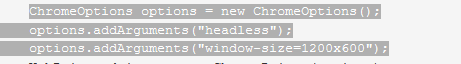 ChromeOptions options = new ChromeOptions();
options.addArguments("headless");
options.addArguments("window-size=1200x600");